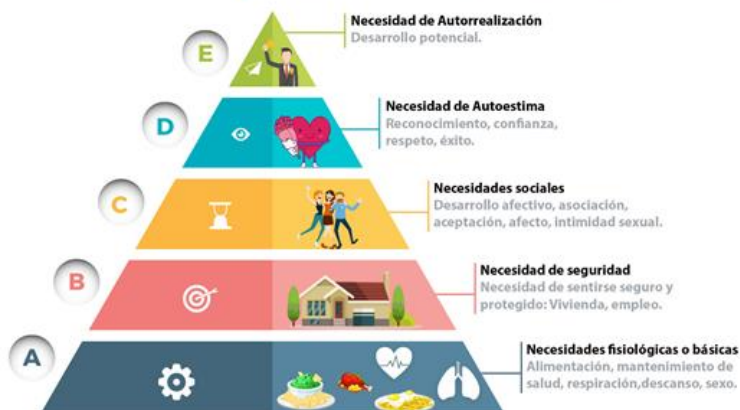 E
Necesidad de Autorrealización
Desarrollo potencial.
D
Necesidad de Autoestima
Reconocimiento, confianza,
respeto, éxito.
C
Necesidades sociales
Desarrollo afectivo, asociación,
aceptación, afecto, intimidad sexual.
B
Necesidad de seguridad
Necesidad de sentirse seguro y
protegido: Vivienda, empleo.
A
Necesidades fisiológicas o básicas
Alimentación, mantenimiento de
salud, respiración,descanso, sexo.